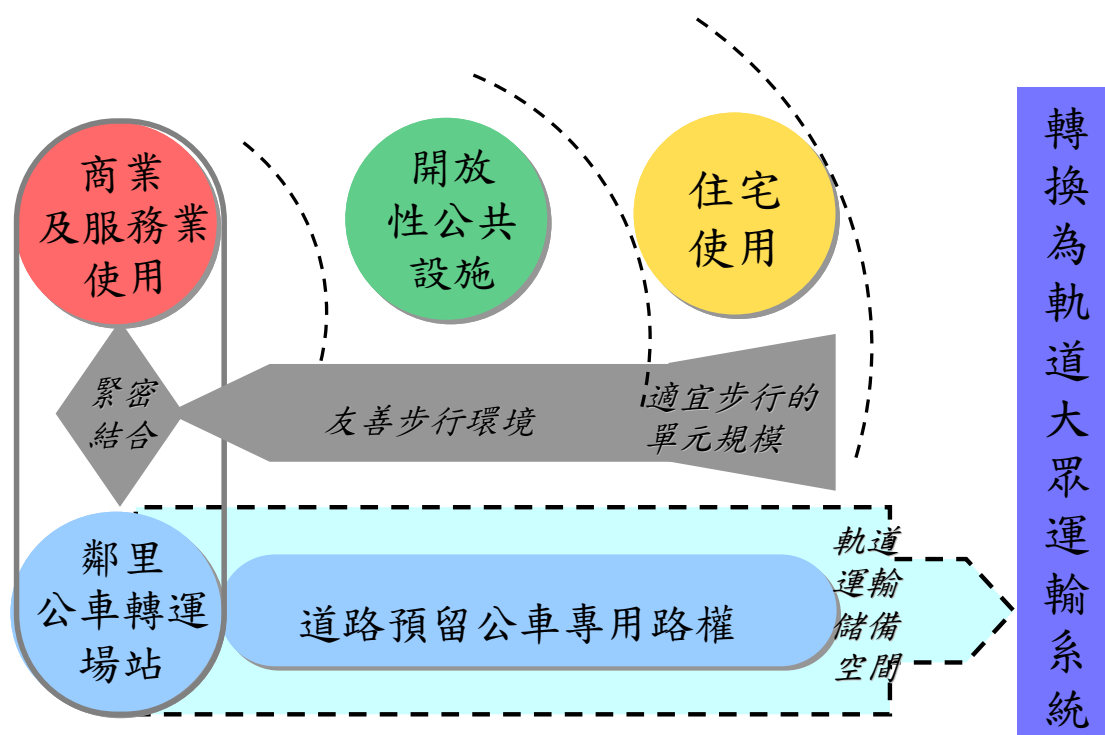 商業
及服務業
使用
開放
性公共
設施
住宅
使用
緊密
結合
友善步行環境
適宜步行的
單元規模
鄰里
公車轉運
場站
道路預留公車專用路權
軌道
運輸
儲備
空間
轉換為軌道大眾運輸系統